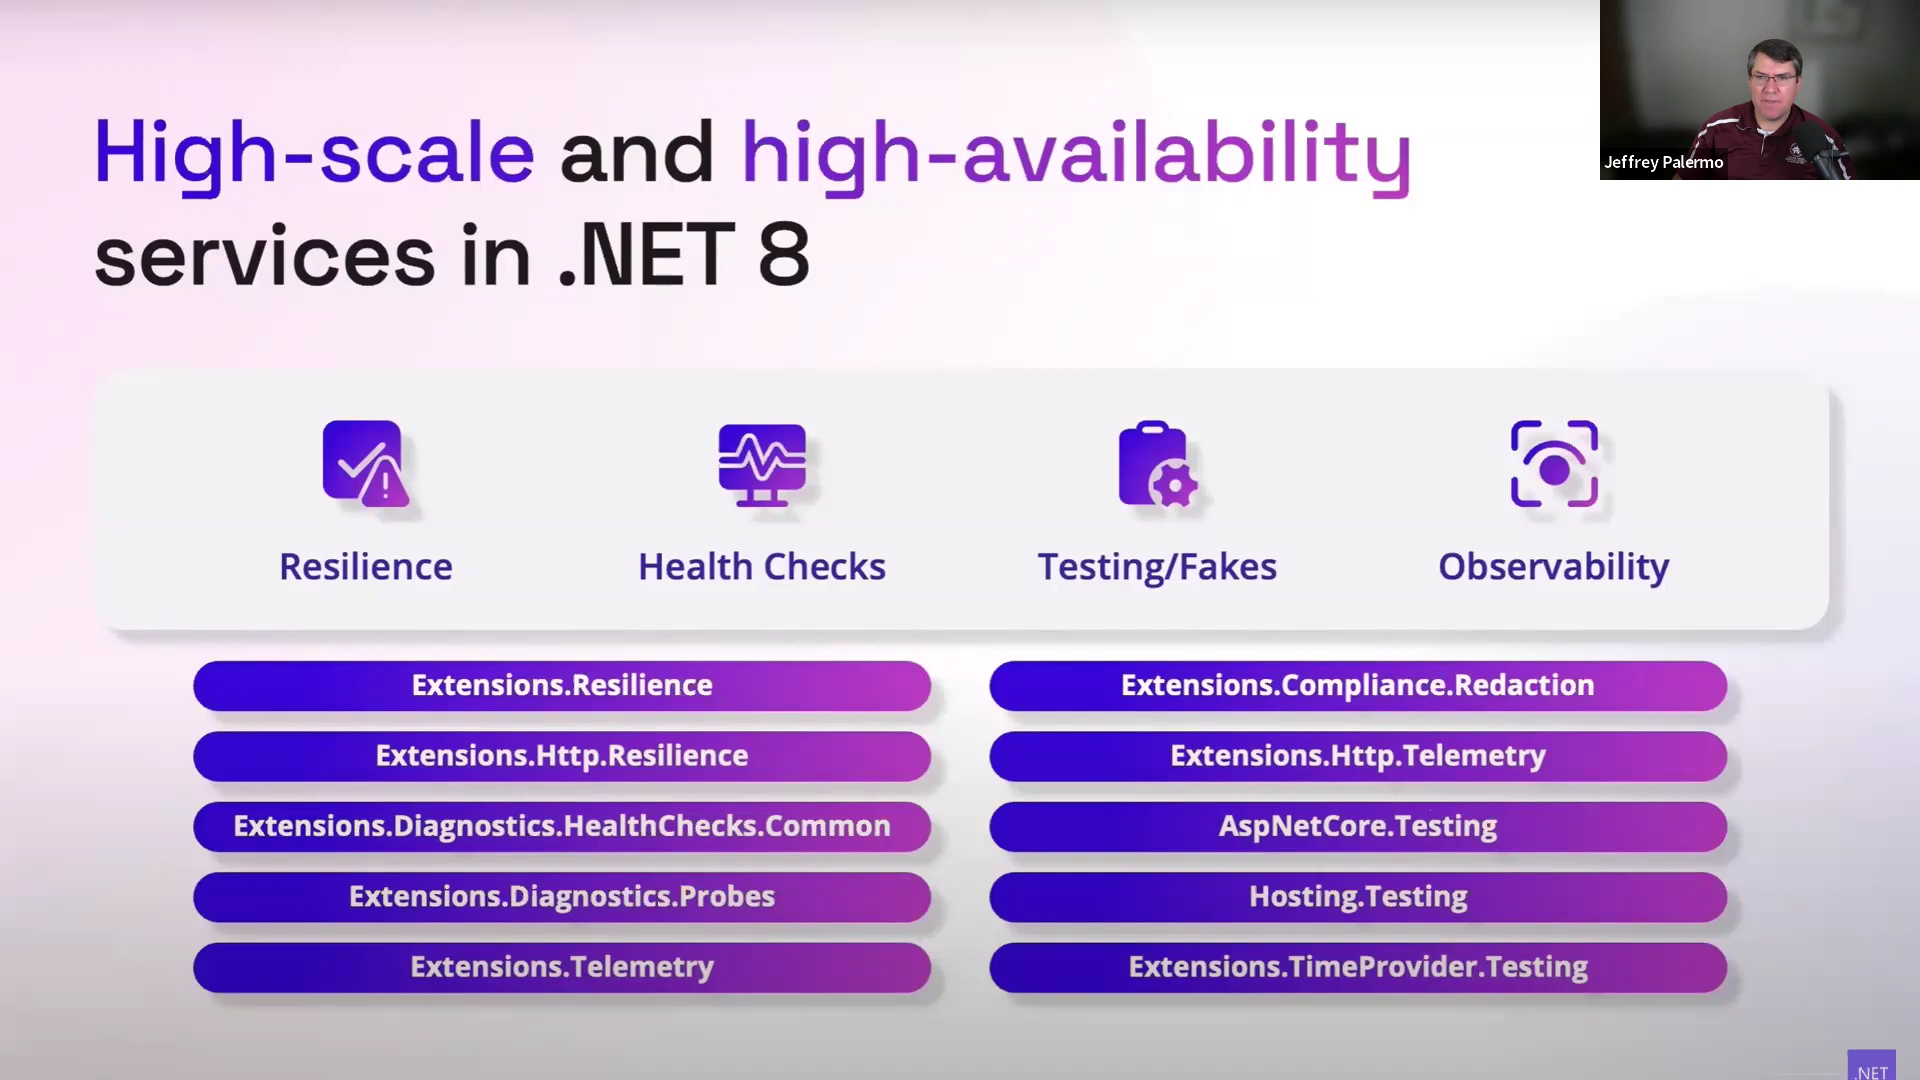 High-scale and high-availability
services in .NET 8
Jeffrey Palermo
Resilience
Health Checks
Testing/Fakes
Observability
Extensions.Resilience
Extensions.Http.Resilience
Extensions.Diagnostics.HealthChecks.Common
Extensions.Diagnostics.Probes
Extensions.Telemetry
Extensions.Compliance.Redaction
Extensions.Http.Telemetry
AspNetCore.Testing
Hosting.Testing
Extensions.TimeProvider.Testing
.NET